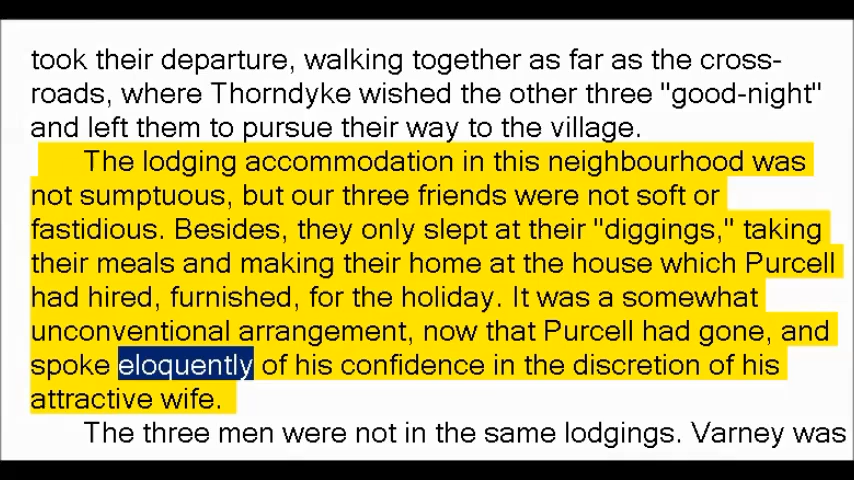 took their departure, walking together as far as the cross-
roads, where Thorndyke wished the other three "good-night"
and left them to pursue their way to the village.
The lodging accommodation in this neighbourhood was
not sumptuous, but our three friends were not soft or
fastidious. Besides, they only slept at their "diggings," taking
their meals and making their home at the house which Purcell
had hired, furnished, for the holiday. It was a somewhat
unconventional arrangement, now that Purcell had gone, and
spoke eloquently of his confidence in the discretion of his
attractive wife.
The three men were not in the same lodgings. Varney was